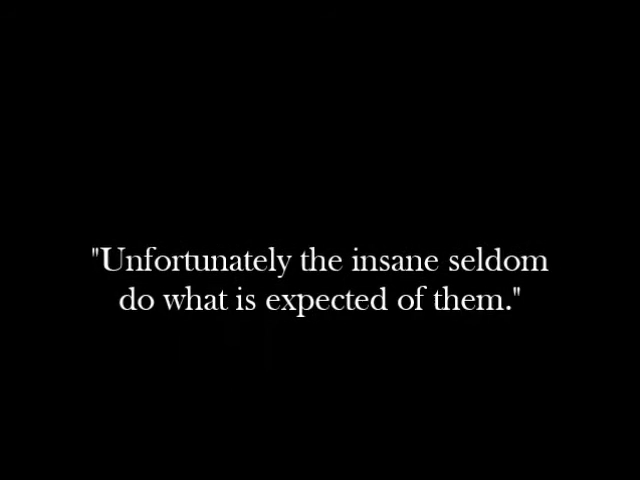 "Unfortunately the insane seldom
do what is expected of them."